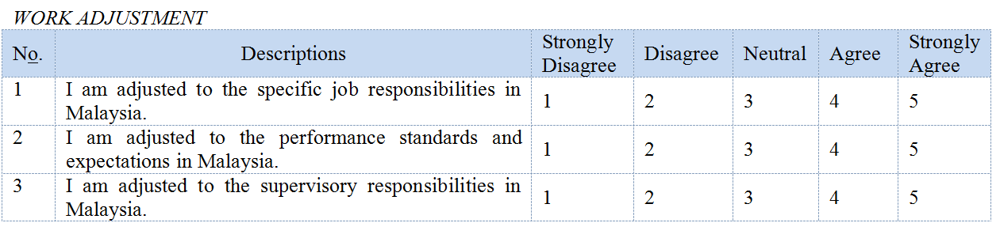 WORK ADJUSTMENT
No. Descriptions Strongly Disagree Disagree Neutral Agree Strongly Agree
1 I am adjusted to the specific job responsibilities in Malaysia. 1 2 3 4 5
2 I am adjusted to the performance standards and expectations in Malaysia. 1 2 3 4 5
3 I am adjusted to the supervisory responsibilities in Malaysia. 1 2 3 4 5